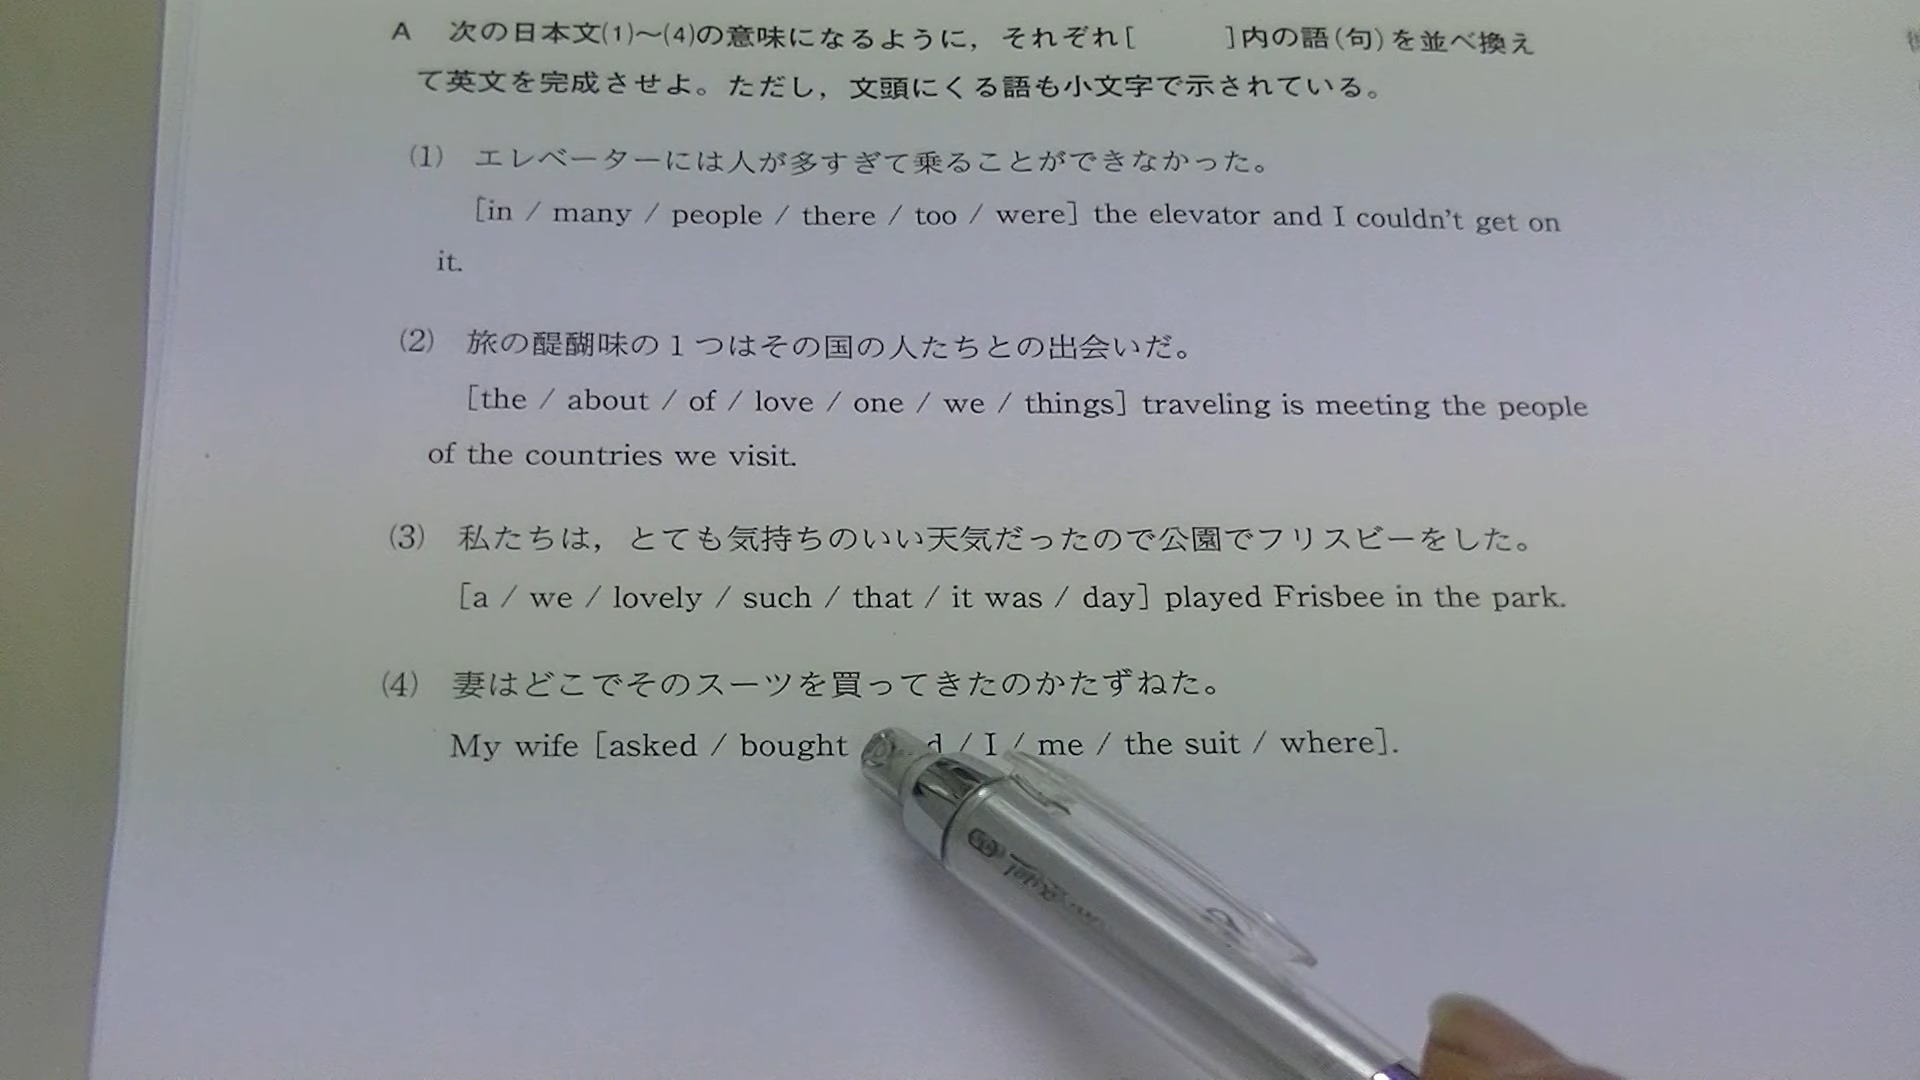 A 次の日本文(1)〜(4)の意味になるように，それぞれ[　　　]内の語(句)を並べ換え
て英文を完成させよ。ただし，文頭にくる語も小文字で示されている。
(1) エレベーターには人が多すぎて乗ることができなかった。
[in / many / people / there / too / were] the elevator and I couldn't get on
it.
(2) 旅の醍醐味の1つはその国の人たちとの出会いだ。
[the / about / of / love / one / we / things] traveling is meeting the people
of the countries we visit.
(3) 私たちは，とても気持ちのいい天気だったので公園でフリスビーをした。
[a / we / lovely / such / that / it was / day] played Frisbee in the park.
(4) 妻はどこでそのスーツを買ってきたのかたずねた。
My wife [asked / bought / I / me / the suit / where].